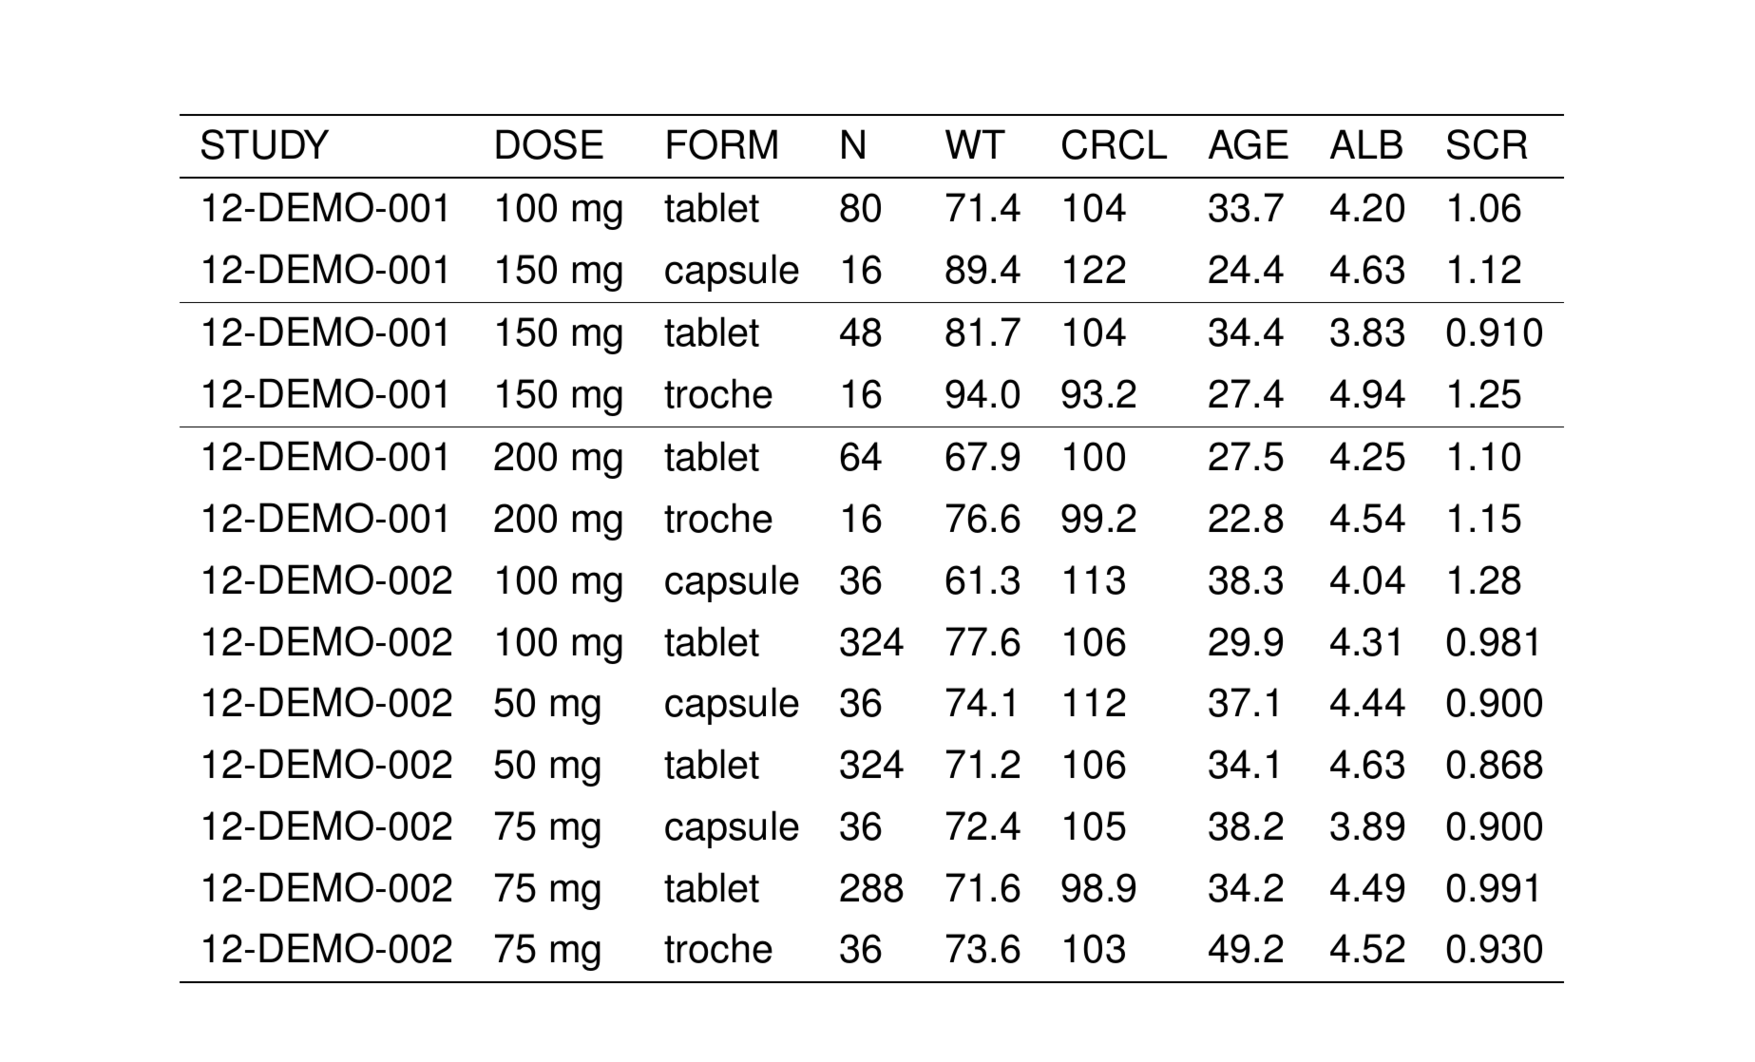 STUDY DOSE FORM N WT CRCL AGE ALB SCR
12-DEMO-001 100 mg tablet 80 71.4 104 33.7 4.20 1.06
12-DEMO-001 150 mg capsule 16 89.4 122 24.4 4.63 1.12
12-DEMO-001 150 mg tablet 48 81.7 104 34.4 3.83 0.910
12-DEMO-001 150 mg troche 16 94.0 93.2 27.4 4.94 1.25
12-DEMO-001 200 mg tablet 64 67.9 100 27.5 4.25 1.10
12-DEMO-001 200 mg troche 16 76.6 99.2 22.8 4.54 1.15
12-DEMO-002 100 mg capsule 36 61.3 113 38.3 4.04 1.28
12-DEMO-002 100 mg tablet 324 77.6 106 29.9 4.31 0.981
12-DEMO-002 50 mg capsule 36 74.1 112 37.1 4.44 0.900
12-DEMO-002 50 mg tablet 324 71.2 106 34.1 4.63 0.868
12-DEMO-002 75 mg capsule 36 72.4 105 38.2 3.89 0.900
12-DEMO-002 75 mg tablet 288 71.6 98.9 34.2 4.49 0.991
12-DEMO-002 75 mg troche 36 73.6 103 49.2 4.52 0.930